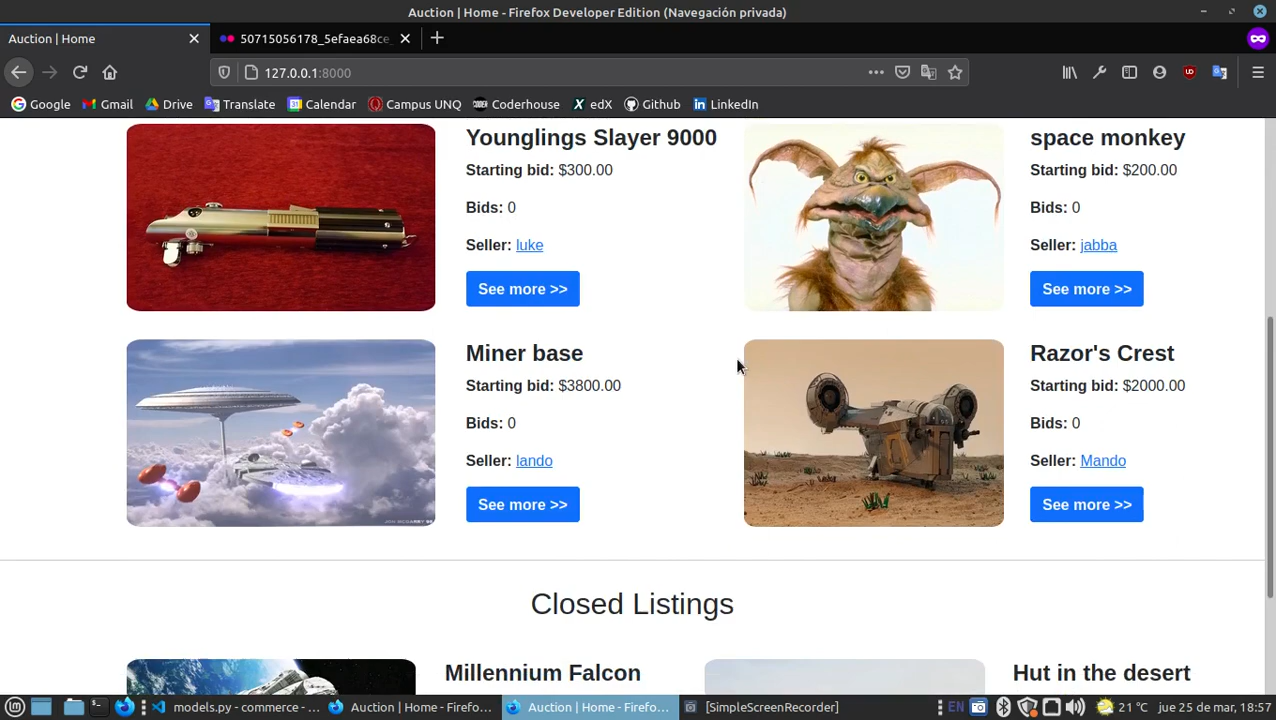 Auction | Home - Firefox Developer Edition (Navegación privada)
Auction | Home
50715056178_5efaea68ce_
127.0.0.1:8000
Google Gmail Drive Translate Calendar Campus UNQ Coderhouse edX Github LinkedIn
Younglings Slayer 9000
Starting bid: $300.00
Bids: 0
Seller: luke
See more >>
space monkey
Starting bid: $200.00
Bids: 0
Seller: jabba
See more >>
Miner base
Starting bid: $3800.00
Bids: 0
Seller: lando
See more >>
Razor's Crest
Starting bid: $2000.00
Bids: 0
Seller: Mando
See more >>
Closed Listings
Millennium Falcon
Hut in the desert
models.py - commerce - ...
Auction | Home - Firefo...
Auction | Home - Firefo...
[SimpleScreenRecorder]
EN
21 °C
jue 25 de mar, 18:57